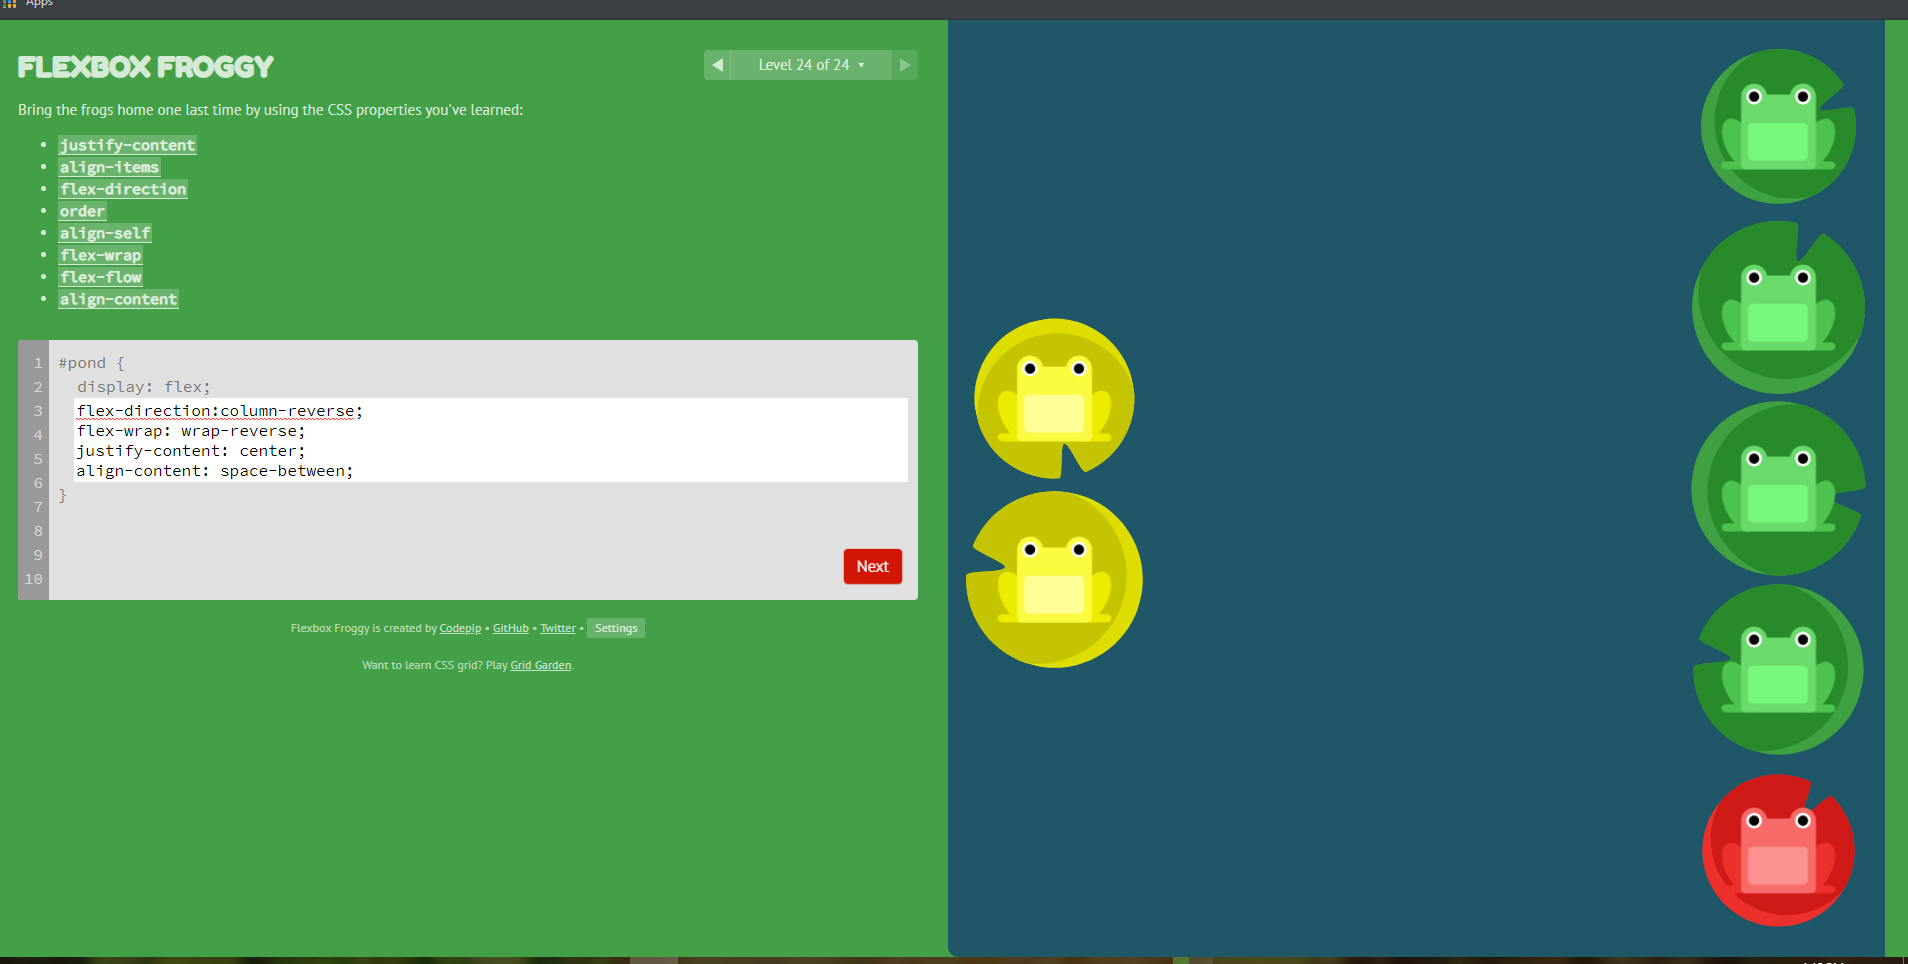 Apps
FLEXBOX FROGGY
◀ Level 24 of 24 ▾ ▶
Bring the frogs home one last time by using the CSS properties you've learned:
• justify-content
• align-items
• flex-direction
• order
• align-self
• flex-wrap
• flex-flow
• align-content
1 #pond {
2 display: flex;
3 flex-direction:column-reverse;
4 flex-wrap: wrap-reverse;
5 justify-content: center;
6 align-content: space-between;
7 }
8
9
10
Next
Flexbox Froggy is created by Codepip • GitHub • Twitter • Settings
Want to learn CSS grid? Play Grid Garden.